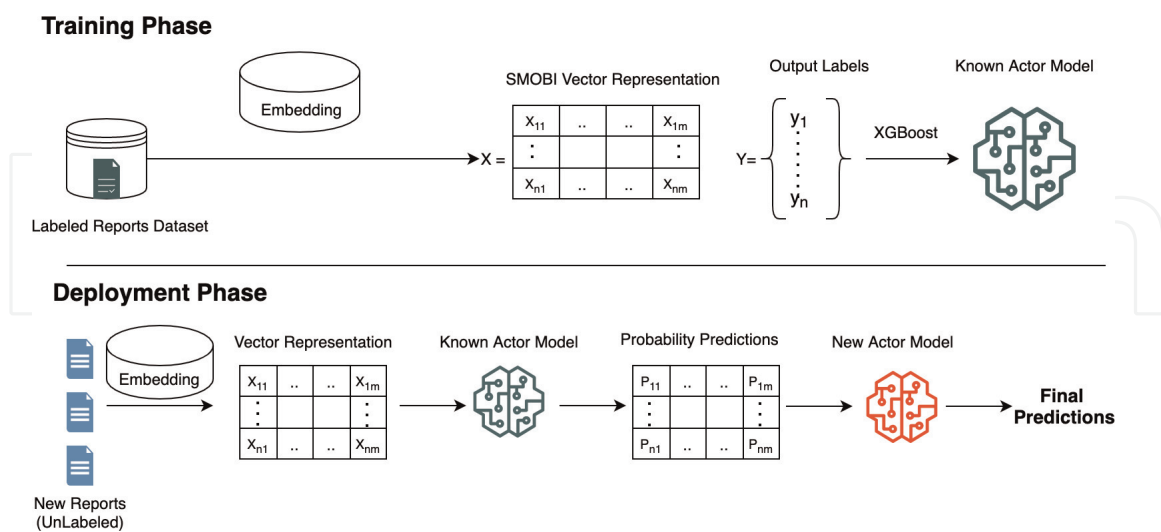 Training Phase
Embedding
Labeled Reports Dataset
SMOBI Vector Representation
X =
X11 .. .. X1m
: :
Xn1 .. .. Xnm
Output Labels
Y=
y1
yn
XGBoost
Known Actor Model
Deployment Phase
New Reports
(UnLabeled)
Embedding
Vector Representation
X11 .. .. X1m
Xn1 .. .. Xnm
Known Actor Model
Probability Predictions
P11 .. .. P1m
Pn1 .. .. Pnm
New Actor Model
Final
Predictions